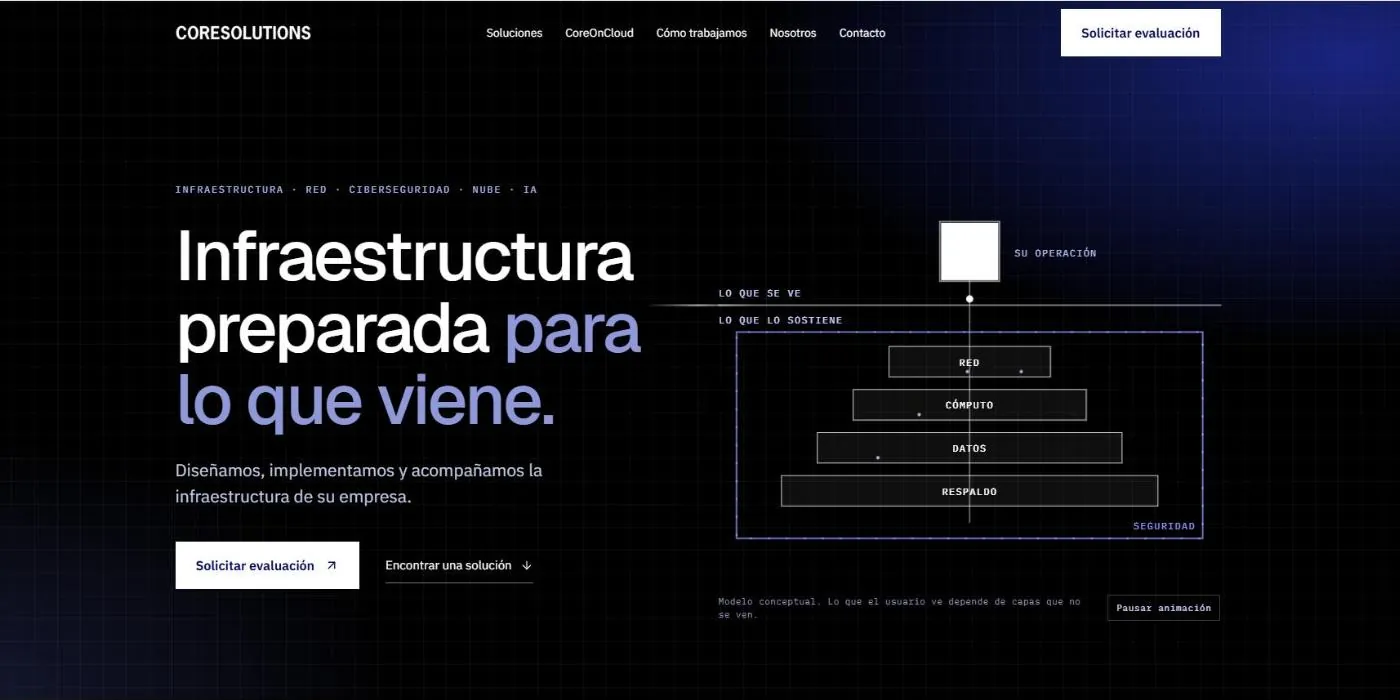 CORESOLUTIONS
Soluciones
CoreOnCloud
Cómo trabajamos
Nosotros
Contacto
Solicitar evaluación
INFRAESTRUCTURA · RED · CIBERSEGURIDAD · NUBE · IA
Infraestructura
preparada para
lo que viene.
Diseñamos, implementamos y acompañamos la
infraestructura de su empresa.
Solicitar evaluación ↗
Encontrar una solución ↓
SU OPERACIÓN
LO QUE SE VE
LO QUE LO SOSTIENE
RED
CÓMPUTO
DATOS
RESPALDO
SEGURIDAD
Modelo conceptual. Lo que el usuario ve depende de capas que no
se ven.
Pausar animación